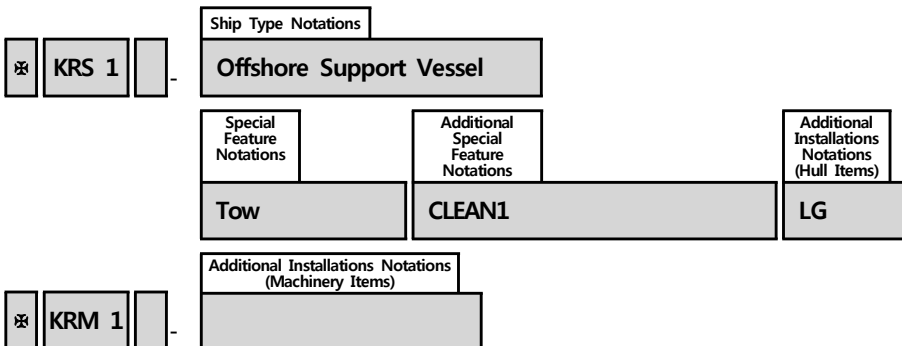 Ship Type Notations
✠ KRS 1 - Offshore Support Vessel
Special
Feature
Notations
Additional
Special
Feature
Notations
Additional
Installations
Notations
(Hull Items)
Tow
CLEAN1
LG
Additional Installations Notations
(Machinery Items)
✠ KRM 1 -